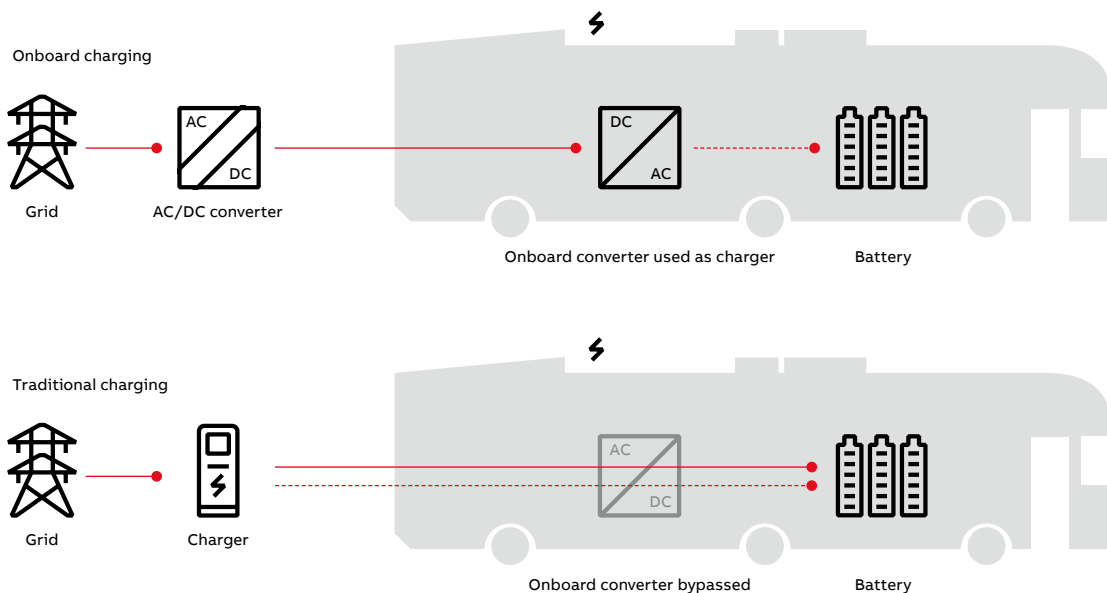 Onboard charging
AC
DC
DC
AC
Grid
AC/DC converter
Onboard converter used as charger
Battery
Traditional charging
AC
DC
Grid
Charger
Onboard converter bypassed
Battery